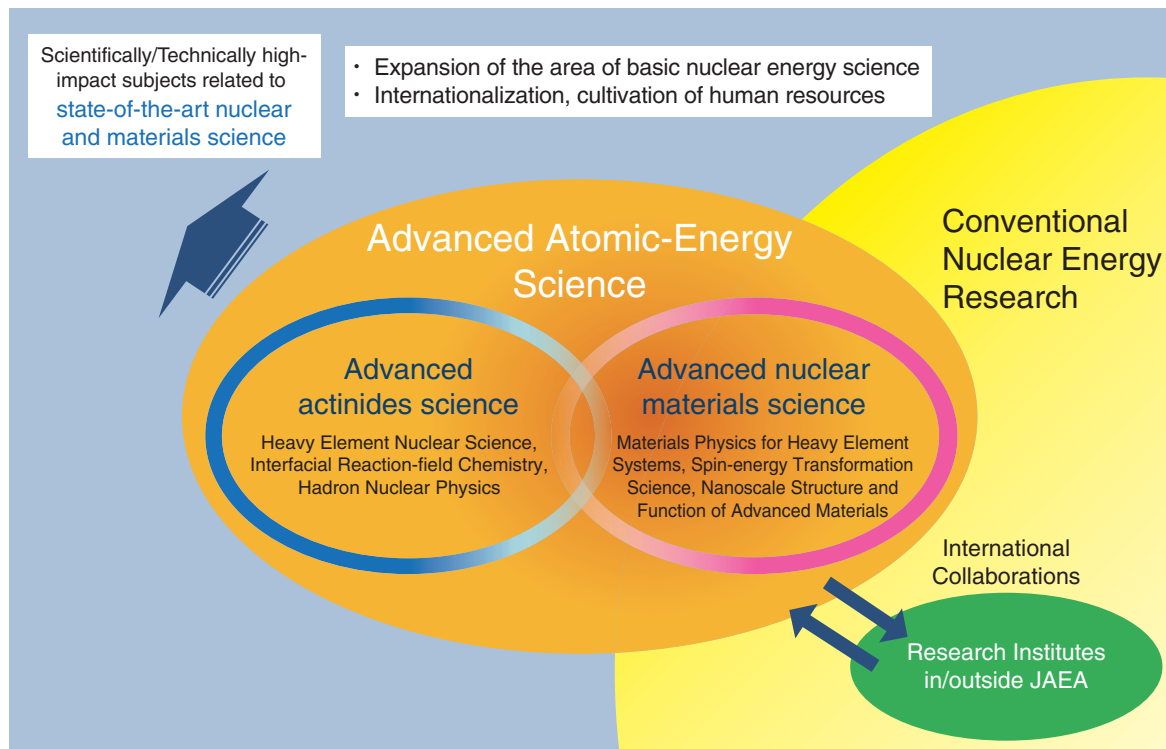 Scientifically/Technically high-
impact subjects related to
state-of-the-art nuclear
and materials science
・ Expansion of the area of basic nuclear energy science
・ Internationalization, cultivation of human resources
Advanced Atomic-Energy
Science
Conventional
Nuclear Energy
Research
Advanced
actinides science
Heavy Element Nuclear Science,
Interfacial Reaction-field Chemistry,
Hadron Nuclear Physics
Advanced nuclear
materials science
Materials Physics for Heavy Element
Systems, Spin-energy Transformation
Science, Nanoscale Structure and
Function of Advanced Materials
International
Collaborations
Research Institutes
in/outside JAEA